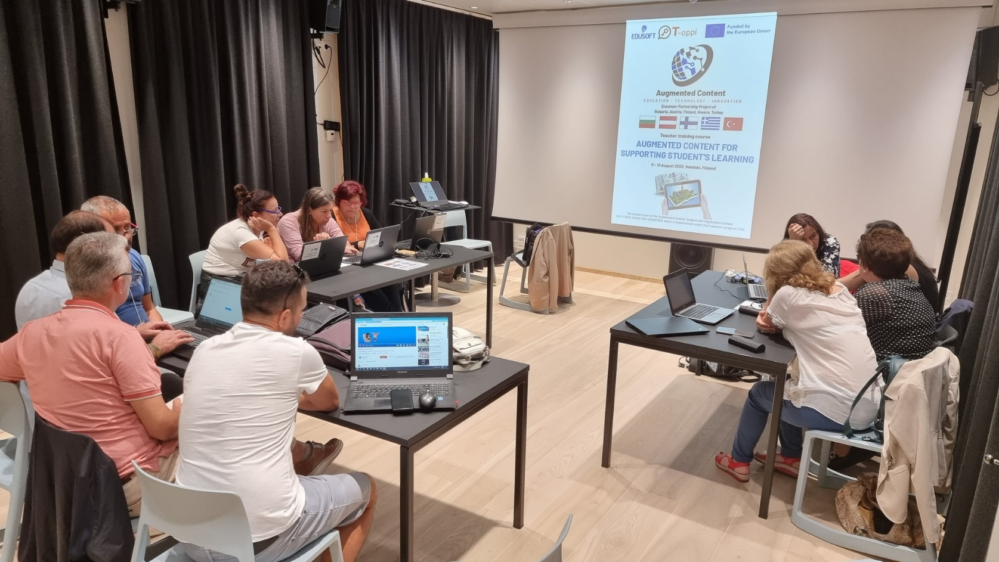 EDUSOFT
T-oppi
Funded by
the European Union
Augmented Content
EDUCATION - TECHNOLOGY - INNOVATION
Erasmus+ Partnership Project of
Bulgaria, Austria, Finland, Greece, Turkey
Teacher training course
AUGMENTED CONTENT FOR
SUPPORTING STUDENT'S LEARNING
11 - 13 August 2022, Helsinki, Finland
The course is part of the "Augmented Content" project with registration number
which is implemented under the Erasmus + program, KA2.